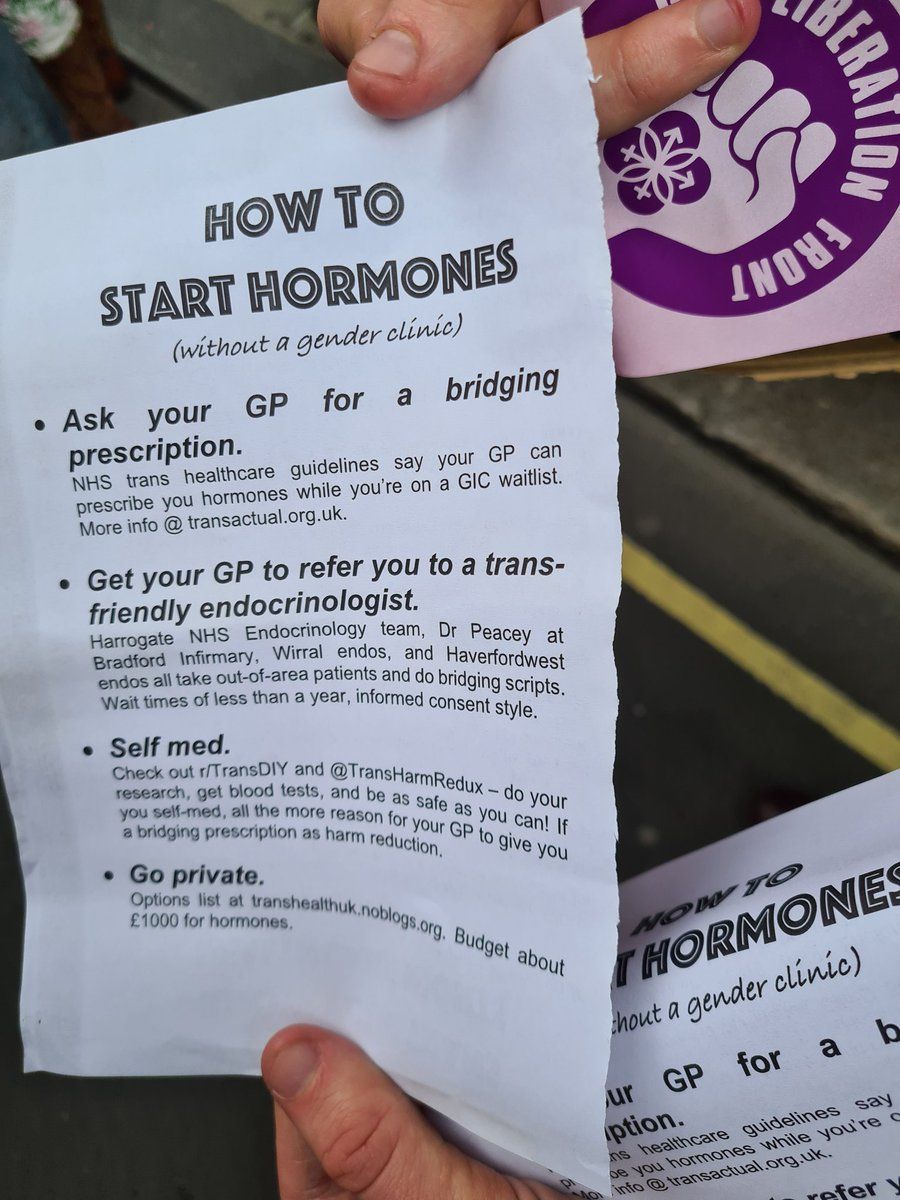 HOW TO
START HORMONES
(without a gender clinic)
• Ask your GP for a bridging
prescription.
NHS trans healthcare guidelines say your GP can
prescribe you hormones while you're on a GIC waitlist.
More info @ transactual.org.uk.
• Get your GP to refer you to a trans-
friendly endocrinologist.
Harrogate NHS Endocrinology team, Dr Peacey at
Bradford Infirmary, Wirral endos, and Haverfordwest
endos all take out-of-area patients and do bridging scripts.
Wait times of less than a year, informed consent style.
• Self med.
Check out r/TransDIY and @TransHarmRedux – do your
research, get blood tests, and be as safe as you can! If
you self-med, all the more reason for your GP to give you
a bridging prescription as harm reduction.
• Go private.
Options list at transhealthuk.noblogs.org. Budget about
£1000 for hormones.
LIBERATION
FRONT
HOW TO
T HORMONES
hout a gender clinic)
ur GP for a b
ption.
ns healthcare guidelines say
be you hormones while you're o
info @ transactual.org.uk.
refer y